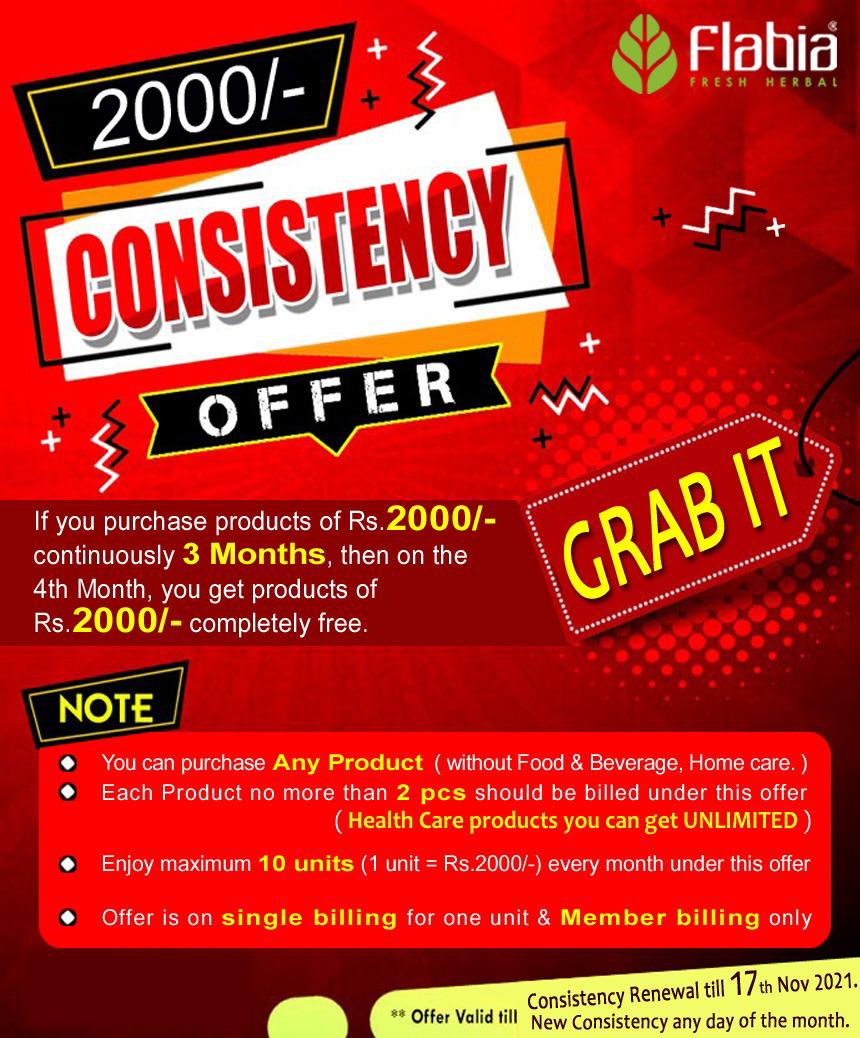 Flabia®
FRESH HERBAL
2000/-
CONSISTENCY
OFFER
GRAB IT
If you purchase products of Rs.2000/-
continuously 3 Months, then on the
4th Month, you get products of
Rs.2000/- completely free.
NOTE
You can purchase Any Product ( without Food & Beverage, Home care. )
Each Product no more than 2 pcs should be billed under this offer
( Health Care products you can get UNLIMITED )
Enjoy maximum 10 units (1 unit = Rs.2000/-) every month under this offer
Offer is on single billing for one unit & Member billing only
** Offer Valid till
Consistency Renewal till 17th Nov 2021.
New Consistency any day of the month.